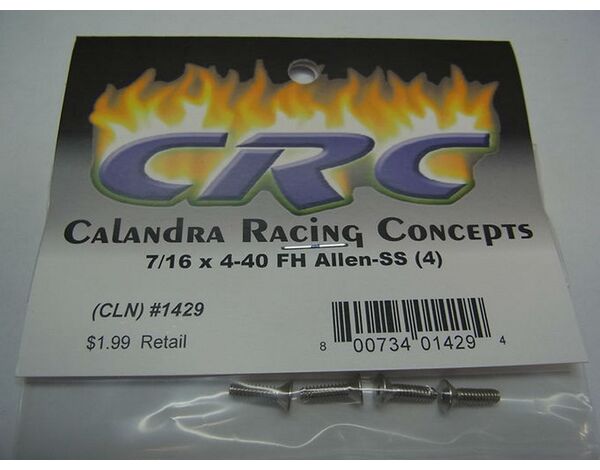 CRC
Calandra Racing Concepts
7/16 x 4-40 FH Allen-SS (4)
(CLN) #1429
$1.99 Retail
8 00734 01429 4